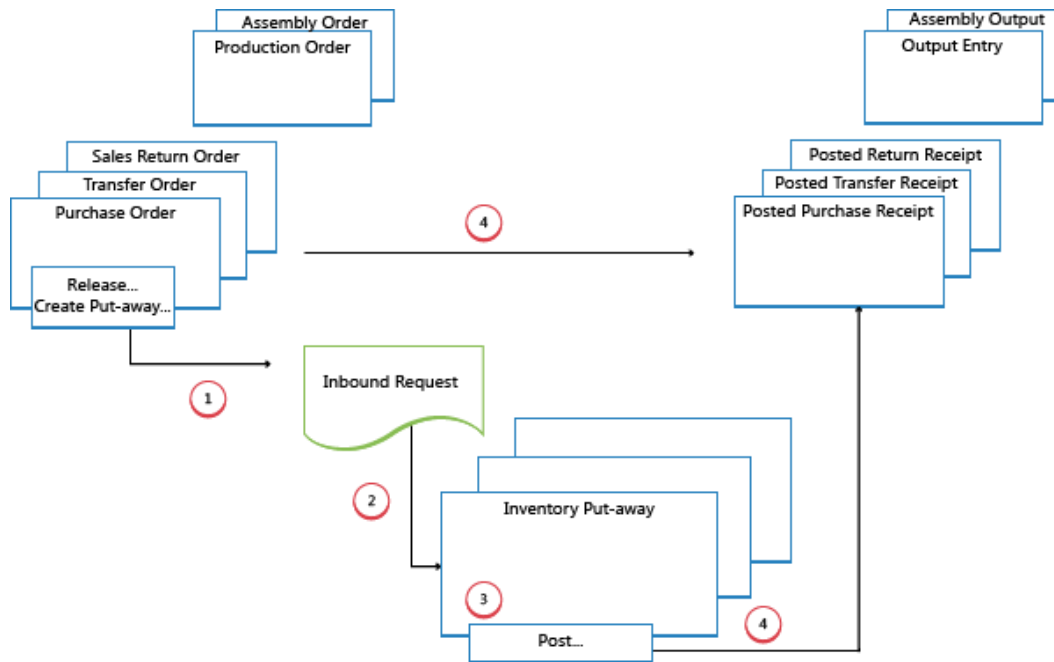 Assembly Order
Production Order
Assembly Output
Output Entry
Sales Return Order
Transfer Order
Purchase Order
Release...
Create Put-away...
4
Posted Return Receipt
Posted Transfer Receipt
Posted Purchase Receipt
1
Inbound Request
2
Inventory Put-away
3
Post...
4